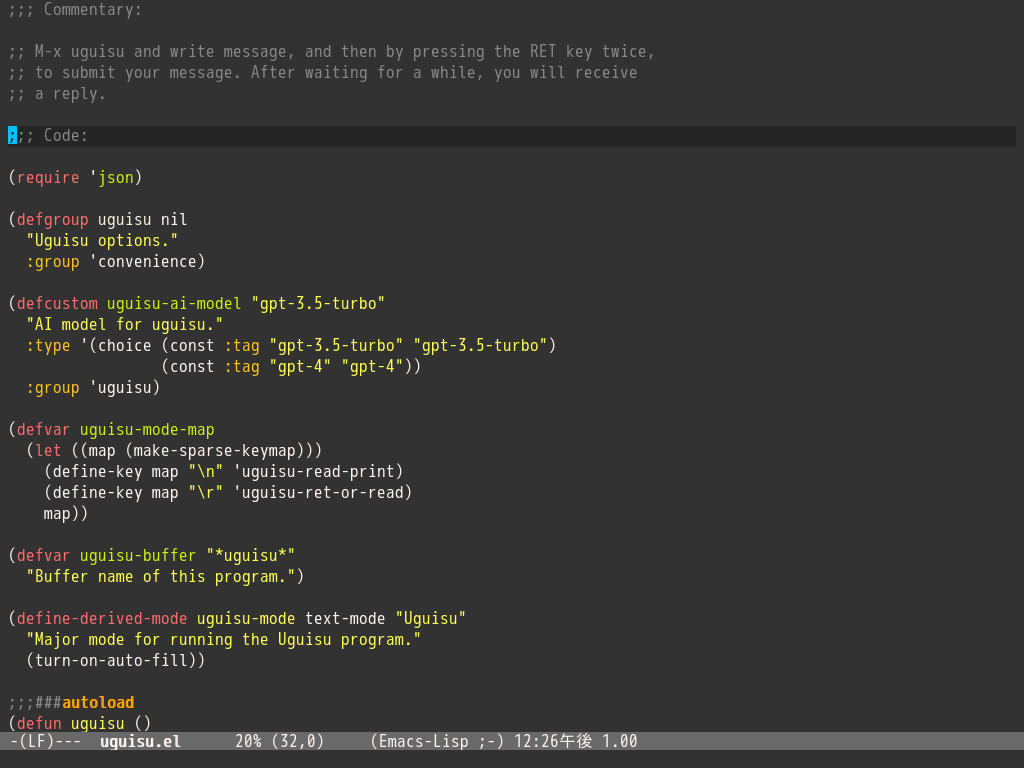 ;;; Commentary:
;; M-x uguisu and write message, and then by pressing the RET key twice,
;; to submit your message. After waiting for a while, you will receive
;; a reply.
;;; Code:
(require 'json)
(defgroup uguisu nil
  "Uguisu options."
  :group 'convenience)
(defcustom uguisu-ai-model "gpt-3.5-turbo"
  "AI model for uguisu."
  :type '(choice (const :tag "gpt-3.5-turbo" "gpt-3.5-turbo")
                 (const :tag "gpt-4" "gpt-4"))
  :group 'uguisu)
(defvar uguisu-mode-map
  (let ((map (make-sparse-keymap)))
    (define-key map "\n" 'uguisu-read-print)
    (define-key map "\r" 'uguisu-ret-or-read)
    map))
(defvar uguisu-buffer "*uguisu*"
  "Buffer name of this program.")
(define-derived-mode uguisu-mode text-mode "Uguisu"
  "Major mode for running the Uguisu program."
  (turn-on-auto-fill))
;;;###autoload
(defun uguisu ()
-(LF)---  uguisu.el      20% (32,0)     (Emacs-Lisp ;-) 12:26午後 1.00